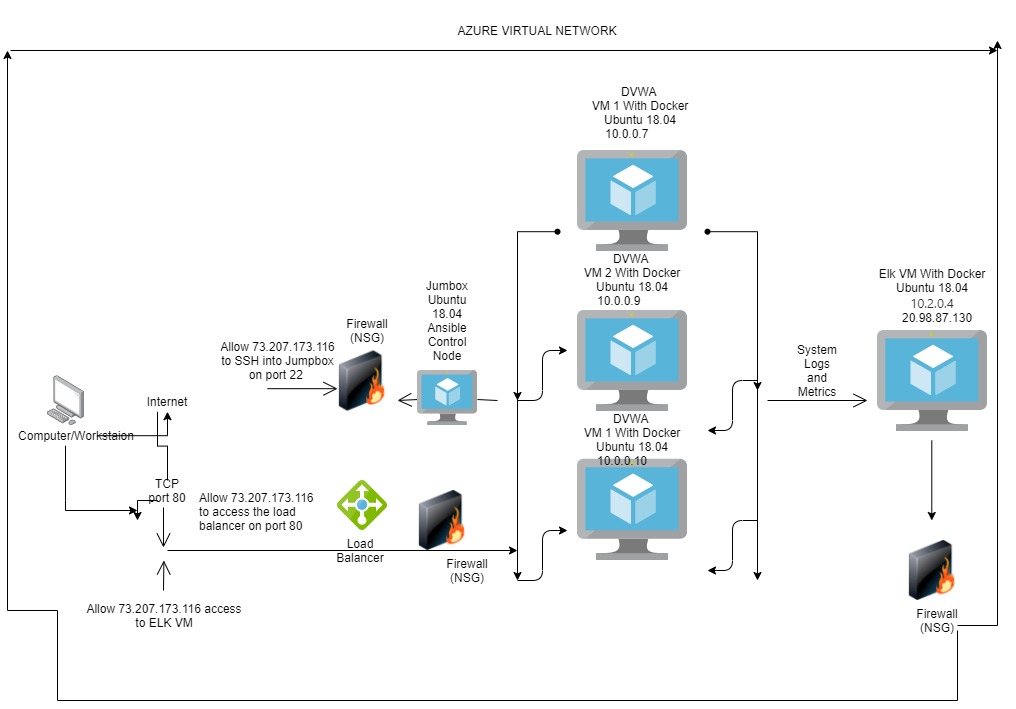 AZURE VIRTUAL NETWORK
DVWA
VM 1 With Docker
Ubuntu 18.04
10.0.0.7
DVWA
VM 2 With Docker
Ubuntu 18.04
10.0.0.9
Elk VM With Docker
Ubuntu 18.04
10.2.0.4
20.98.87.130
Jumbox
Ubuntu
18.04
Ansible
Control
Node
Firewall
(NSG)
Allow 73.207.173.116
to SSH into Jumpbox
on port 22
System
Logs
and
Metrics
Internet
Computer/Workstaion
DVWA
VM 1 With Docker
Ubuntu 18.04
10.0.0.10
TCP
port 80
Allow 73.207.173.116
to access the load
balancer on port 80
Load
Balancer
Firewall
(NSG)
Allow 73.207.173.116 access
to ELK VM
Firewall
(NSG)